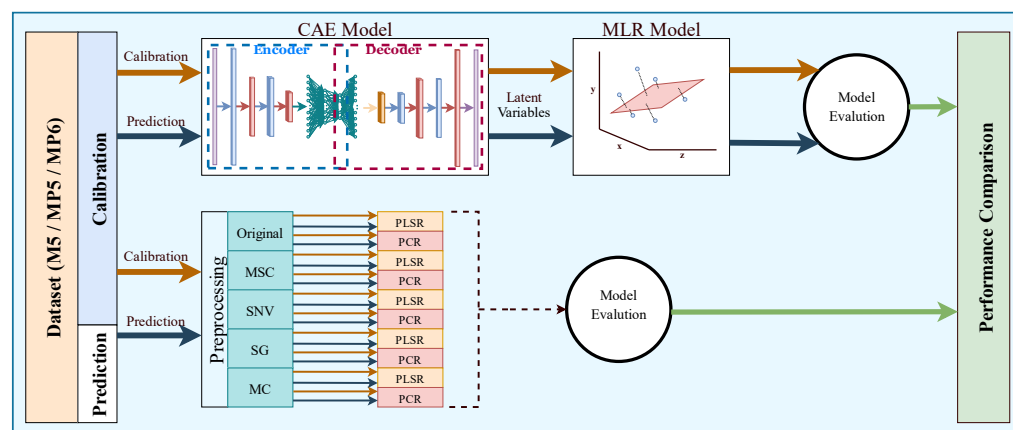 CAE Model
MLR Model
Encoder
Decoder
Calibration
Prediction
Latent
Variables
y
x
z
Model
Evalution
Dataset (M5 / MP5 / MP6)
Calibration
Prediction
Calibration
Prediction
Preprocessing
Original
MSC
SNV
SG
MC
PLSR
PCR
PLSR
PCR
PLSR
PCR
PLSR
PCR
PLSR
PCR
Model
Evalution
Performance Comparison